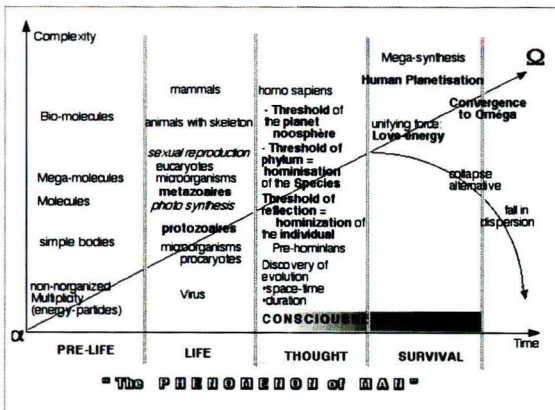 Complexity
Mega-synthesis
Ω
Human Planetisation
Convergence
to Oméga
unifying force:
Love-energy
collapse
alternative
fall in
dispersion
mammals
animals with skeleton
sexual reproduction
eucaryotes
microorganisms
metazoaires
photo synthesis
protozoaires
microorganisms
procaryotes
Virus
homo sapiens
- Threshold of
the planet
noosphère
- Threshold of
phylum =
hominisation
of the Species
Threshold of
reflection =
hominization of
the individual
Pre-hominians
Discovery of
evolution
•space-time
•duration
Bio-molecules
Mega-molecules
Molecules
simple bodies
non-norganized
Multiplicity
(energy-partides)
α
Time
PRE-LIFE
LIFE
THOUGHT
SURVIVAL
"The PHENOMENON of MAN"